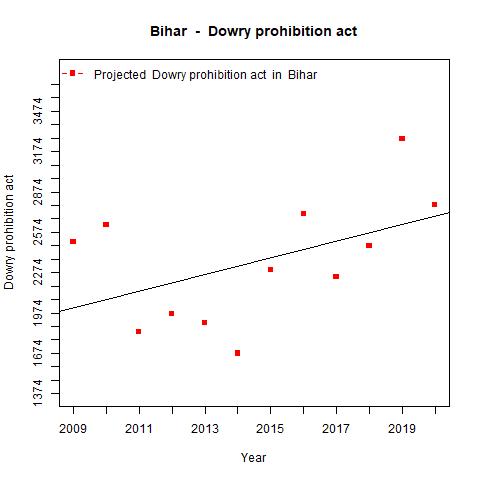 Bihar - Dowry prohibition act
Projected Dowry prohibition act in Bihar
Dowry prohibition act
3474
3174
2874
2574
2274
1974
1674
1374
2009 2011 2013 2015 2017 2019
Year